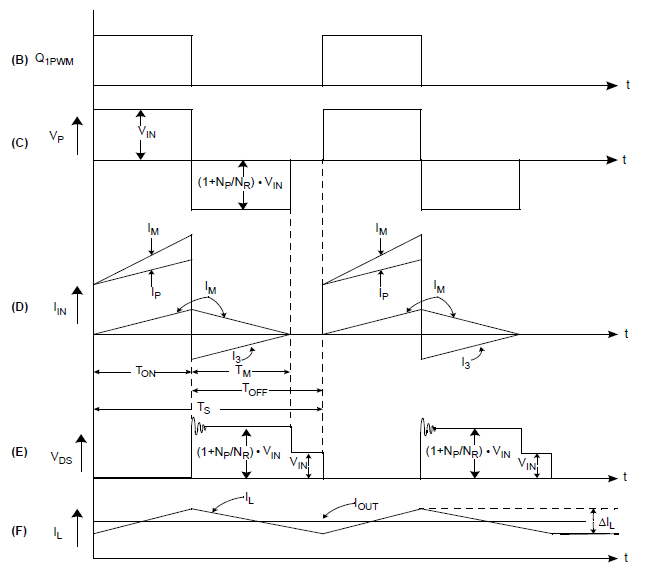 (B) Q1PWM
t
(C) VP
VIN
(1+NP/NR) • VIN
t
IM
IM
IP
IP
(D) IIN
IM
IM
t
I3
I3
TON
TM
TOFF
TS
(E) VDS
(1+NP/NR) • VIN
VIN
(1+NP/NR) • VIN
VIN
t
(F) IL
IL
IOUT
ΔIL
t